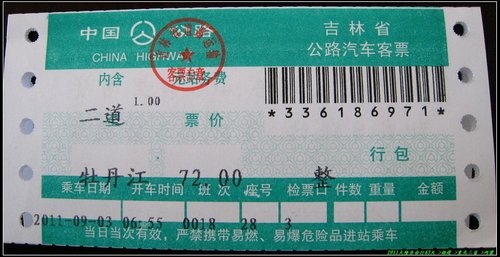 中国公路
CHINA HIGHWAY
吉林省
公路汽车客票
内含
1.00
二道
票价
*336186971*
行包
牡丹江 72.00 整
乘车日期 开车时间 班次 座号 检票口 件数 重量 金额
2011-09-03 06:55 0018 28 3
当日当次有效，严禁携带易燃、易爆危险品进站乘车